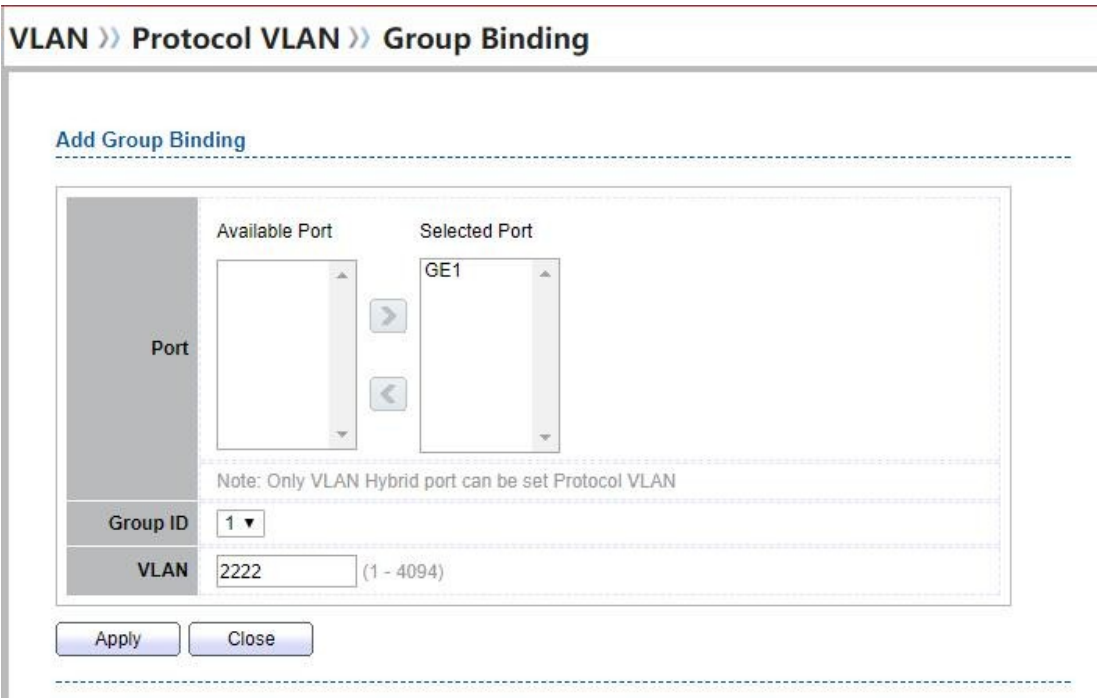 VLAN 》 Protocol VLAN 》 Group Binding
Add Group Binding
Available Port Selected Port
GE1
Port
Note: Only VLAN Hybrid port can be set Protocol VLAN
Group ID 1
VLAN 2222 (1 - 4094)
Apply Close